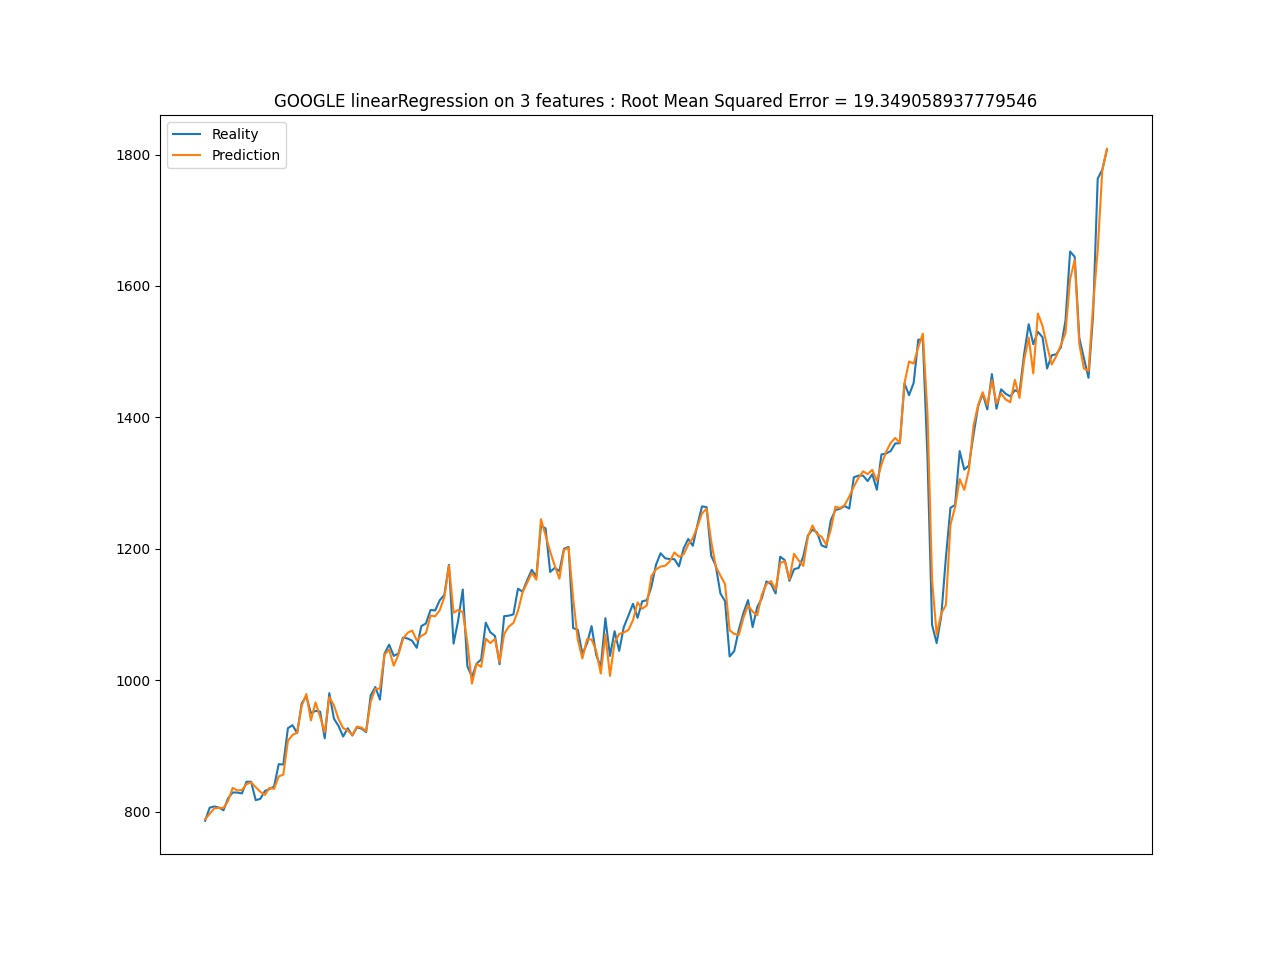 GOOGLE linearRegression on 3 features : Root Mean Squared Error = 19.349058937779546
Reality
Prediction
1800
1600
1400
1200
1000
800